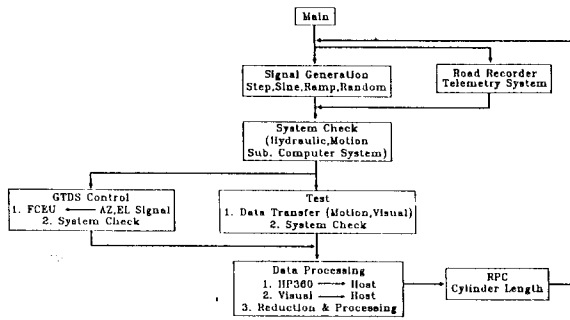 Main
Signal Generation
Step,Sine,Ramp,Random
Road Recorder
Telemetry System
System Check
(Hydraulic,Motion
Sub. Computer System)
GTDS Control
1. FCEU ← AZ,EL Signal
2. System Check
Test
1. Data Transfer (Motion,Visual)
2. System Check
Data Processing
1. HP360 → Host
2. Visual → Host
3. Reduction & Processing
RPC
Cylinder Length